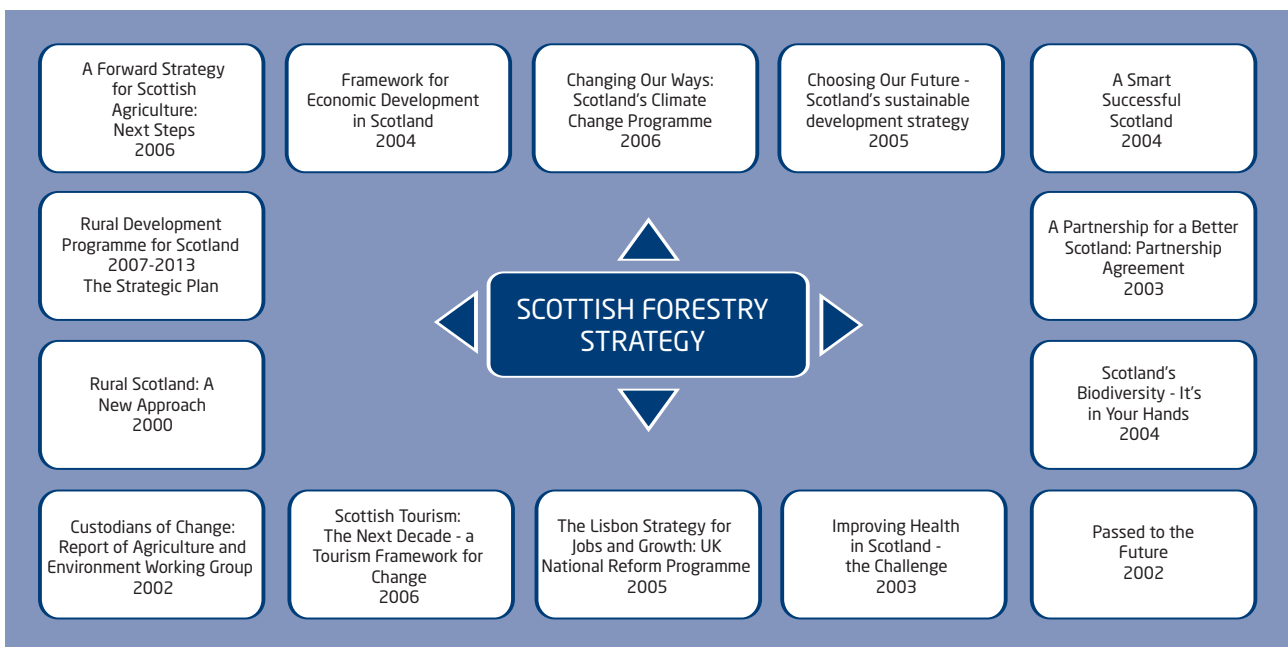 A Forward Strategy
for Scottish
Agriculture:
Next Steps
2006
Framework for
Economic Development
in Scotland
2004
Changing Our Ways:
Scotland's Climate
Change Programme
2006
Choosing Our Future -
Scotland's sustainable
development strategy
2005
A Smart
Successful
Scotland
2004
Rural Development
Programme for Scotland
2007-2013
The Strategic Plan
SCOTTISH FORESTRY
STRATEGY
A Partnership for a Better
Scotland: Partnership
Agreement
2003
Rural Scotland: A
New Approach
2000
Scotland's
Biodiversity - It's
in Your Hands
2004
Custodians of Change:
Report of Agriculture and
Environment Working Group
2002
Scottish Tourism:
The Next Decade - a
Tourism Framework for
Change
2006
The Lisbon Strategy for
Jobs and Growth: UK
National Reform Programme
2005
Improving Health
in Scotland -
the Challenge
2003
Passed to the
Future
2002